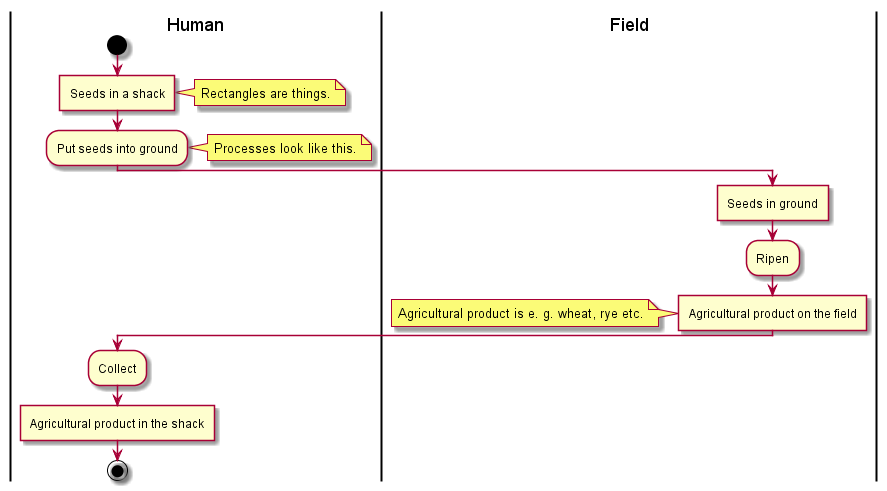 Human
Field
Seeds in a shack
Rectangles are things.
Put seeds into ground
Processes look like this.
Seeds in ground
Ripen
Agricultural product is e. g. wheat, rye etc.
Agricultural product on the field
Collect
Agricultural product in the shack